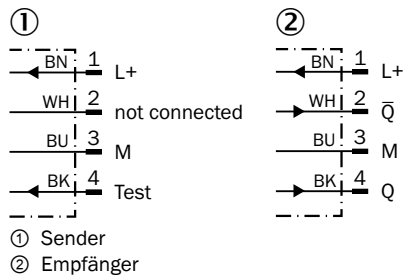 ① ②
BN 1 L+ BN 1 L+
WH 2 not connected WH 2 Q̅
BU 3 M BU 3 M
BK 4 Test BK 4 Q
① Sender
② Empfänger